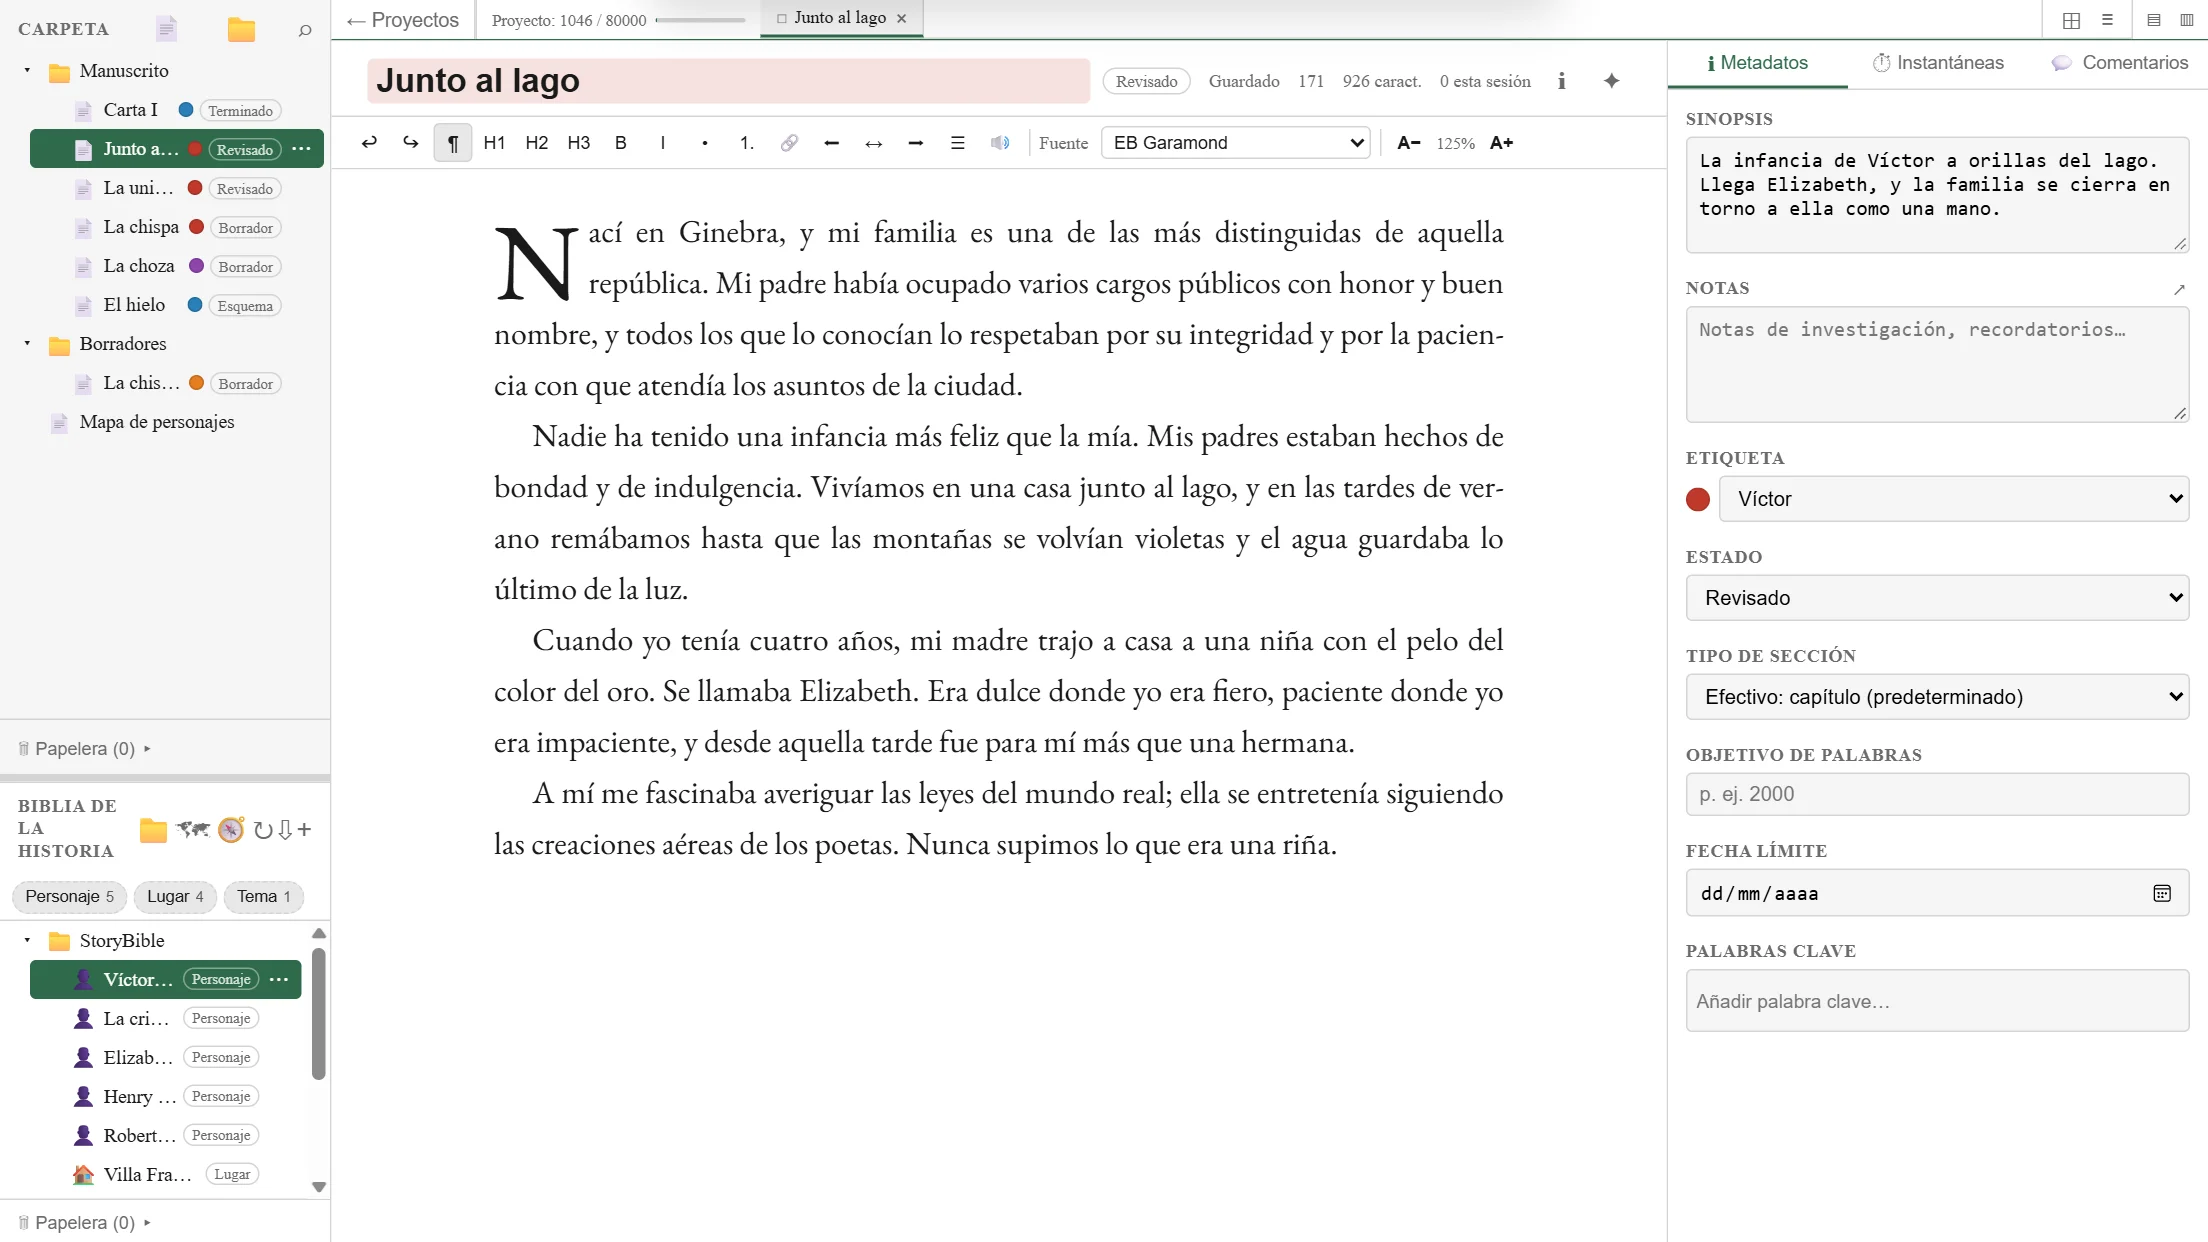 CARPETA
Manuscrito
Carta I Terminado
Junto a... Revisado
La uni... Revisado
La chispa Borrador
La choza Borrador
El hielo Esquema
Borradores
La chis... Borrador
Mapa de personajes
Papelera (0)
BIBLIA DE
LA
HISTORIA
Personaje 5 Lugar 4 Tema 1
StoryBible
Víctor... Personaje
La cri... Personaje
Elizab... Personaje
Henry ... Personaje
Robert... Personaje
Villa Fra... Lugar
Papelera (0)
← Proyectos Proyecto: 1046 / 80000 Junto al lago ×
Junto al lago Revisado Guardado 171 926 caract. 0 esta sesión
¶ H1 H2 H3 B I • 1. Fuente EB Garamond A− 125% A+
Nací en Ginebra, y mi familia es una de las más distinguidas de aquella
república. Mi padre había ocupado varios cargos públicos con honor y buen
nombre, y todos los que lo conocían lo respetaban por su integridad y por la pacien-
cia con que atendía los asuntos de la ciudad.
Nadie ha tenido una infancia más feliz que la mía. Mis padres estaban hechos de
bondad y de indulgencia. Vivíamos en una casa junto al lago, y en las tardes de ver-
ano remábamos hasta que las montañas se volvían violetas y el agua guardaba lo
último de la luz.
Cuando yo tenía cuatro años, mi madre trajo a casa a una niña con el pelo del
color del oro. Se llamaba Elizabeth. Era dulce donde yo era fiero, paciente donde yo
era impaciente, y desde aquella tarde fue para mí más que una hermana.
A mí me fascinaba averiguar las leyes del mundo real; ella se entretenía siguiendo
las creaciones aéreas de los poetas. Nunca supimos lo que era una riña.
Metadatos Instantáneas Comentarios
SINOPSIS
La infancia de Víctor a orillas del lago.
Llega Elizabeth, y la familia se cierra en
torno a ella como una mano.
NOTAS
Notas de investigación, recordatorios…
ETIQUETA
Víctor
ESTADO
Revisado
TIPO DE SECCIÓN
Efectivo: capítulo (predeterminado)
OBJETIVO DE PALABRAS
p. ej. 2000
FECHA LÍMITE
dd/mm/aaaa
PALABRAS CLAVE
Añadir palabra clave…